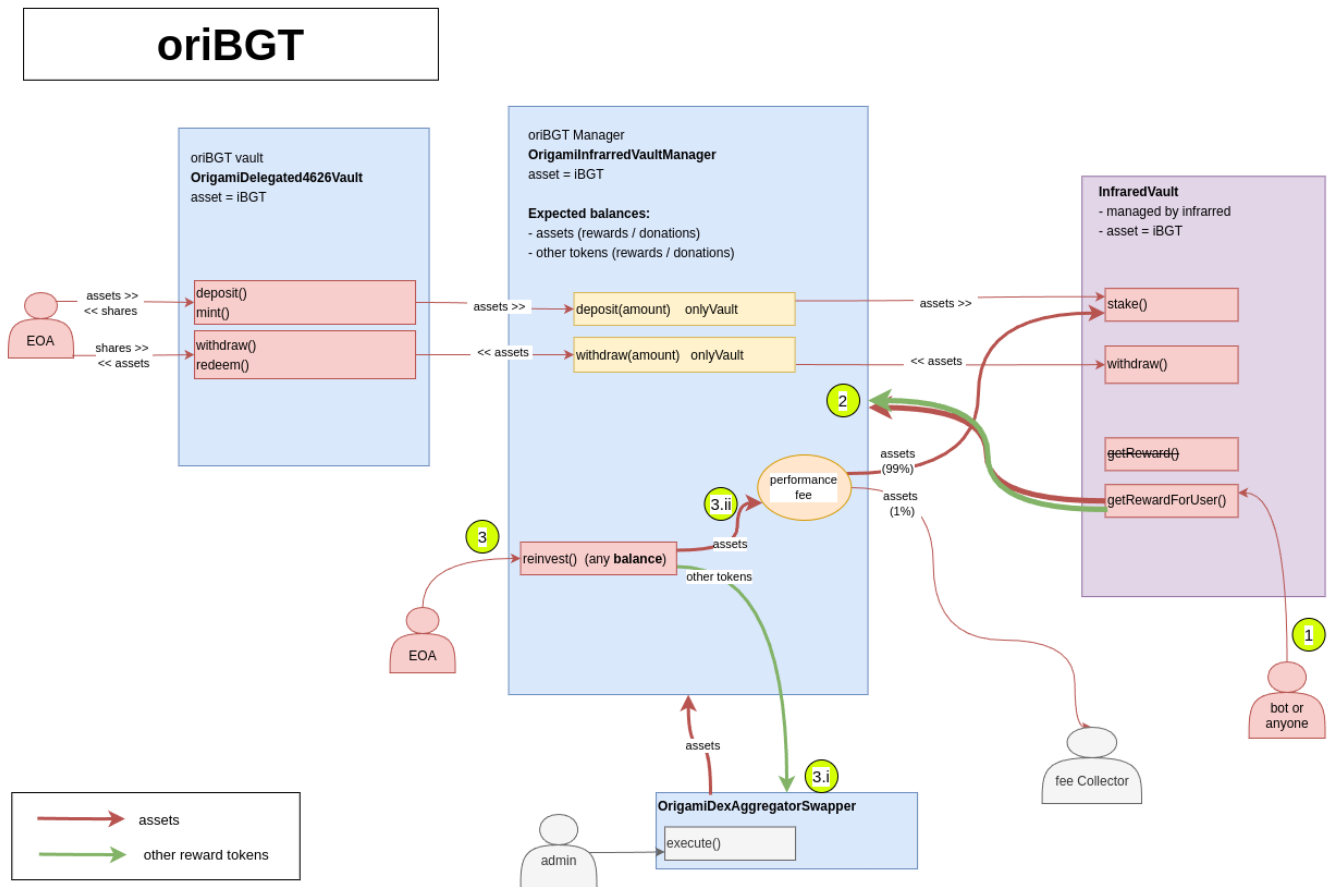 oriBGT
oriBGT vault
OrigamiDelegated4626Vault
asset = iBGT
deposit()
mint()
withdraw()
redeem()
EOA
assets >>
<< shares
shares >>
<< assets
oriBGT Manager
OrigamiInfrarredVaultManager
asset = iBGT
Expected balances:
- assets (rewards / donations)
- other tokens (rewards / donations)
assets >>
<< assets
deposit(amount) onlyVault
withdraw(amount) onlyVault
assets >>
<< assets
InfraredVault
- managed by infrarred
- asset = iBGT
stake()
withdraw()
getReward()
getRewardForUser()
2
assets
(99%)
performance
fee
assets
(1%)
3.ii
3
reinvest() (any balance)
assets
other tokens
EOA
1
bot or
anyone
fee Collector
assets
3.i
OrigamiDexAggregatorSwapper
execute()
admin
assets
other reward tokens